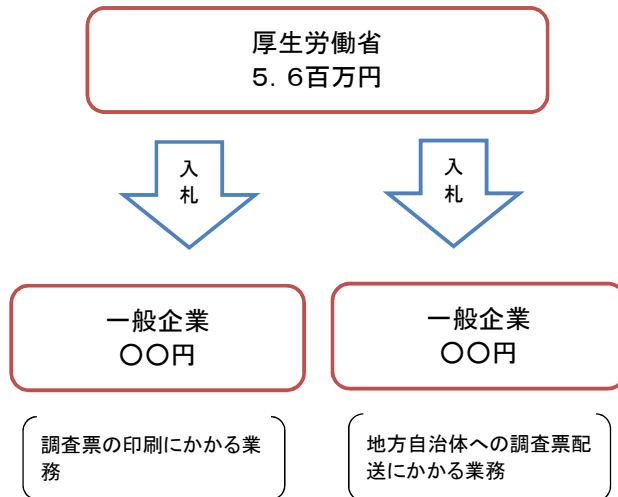 厚生労働省
５．６百万円
入
札
入
札
一般企業
〇〇円
一般企業
〇〇円
調査票の印刷にかかる業
務
地方自治体への調査票配
送にかかる業務